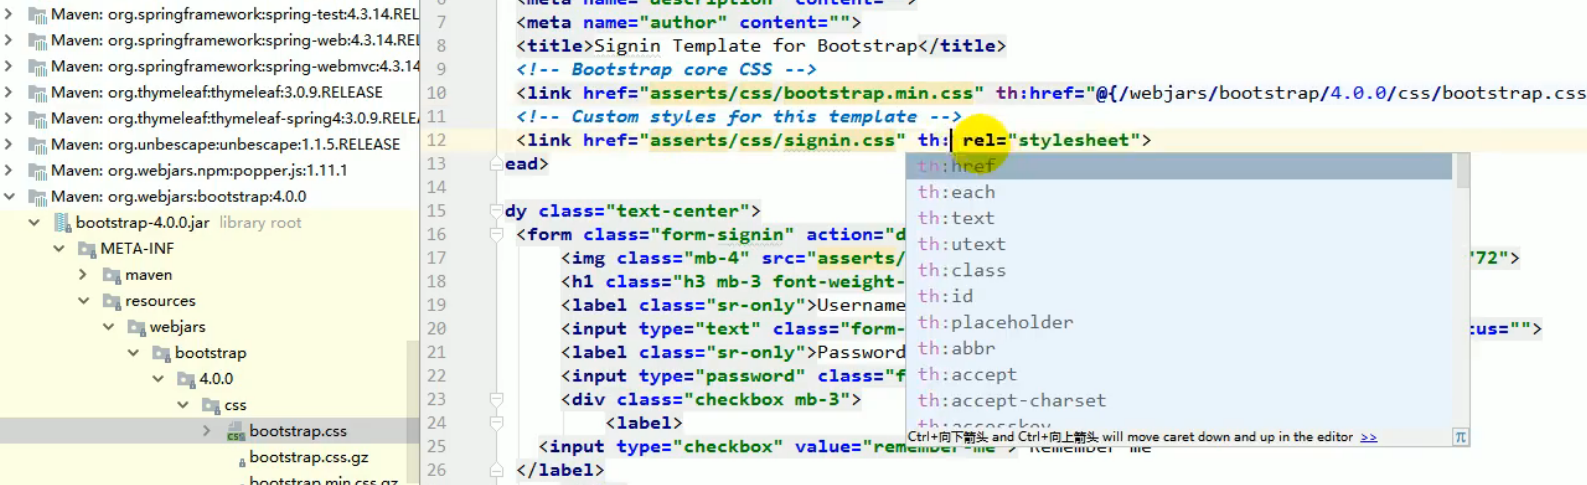 Maven: org.springframework:spring-test:4.3.14.REL
Maven: org.springframework:spring-web:4.3.14.REL
Maven: org.springframework:spring-webmvc:4.3.14
Maven: org.thymeleaf:thymeleaf:3.0.9.RELEASE
Maven: org.thymeleaf:thymeleaf-spring4:3.0.9.REL
Maven: org.unbescape:unbescape:1.1.5.RELEASE
Maven: org.webjars.npm:popper.js:1.11.1
Maven: org.webjars:bootstrap:4.0.0
bootstrap-4.0.0.jar library root
META-INF
maven
resources
webjars
bootstrap
4.0.0
css
bootstrap.css
bootstrap.css.gz
bootstrap.min.css.gz
6 <meta name="description" content="">
7 <meta name="author" content="">
8 <title>Signin Template for Bootstrap</title>
9 <!-- Bootstrap core CSS -->
10 <link href="asserts/css/bootstrap.min.css" th:href="@{/webjars/bootstrap/4.0.0/css/bootstrap.css
11 <!-- Custom styles for this template -->
12 <link href="asserts/css/signin.css" th: rel="stylesheet">
13 ead>
14
15 dy class="text-center">
16 <form class="form-signin" action="d
17 <img class="mb-4" src="asserts/ "72">
18 <h1 class="h3 mb-3 font-weight-
19 <label class="sr-only">Username
20 <input type="text" class="form- cus="">
21 <label class="sr-only">Password
22 <input type="password" class="f
23 <div class="checkbox mb-3">
24 <label>
25 <input type="checkbox" value="remember-me"> Remember me
26 </label>
th:href
th:each
th:text
th:utext
th:class
th:id
th:placeholder
th:abbr
th:accept
th:accept-charset
th:accesskey
Ctrl+向下箭头 and Ctrl+向上箭头 will move caret down and up in the editor >>
π